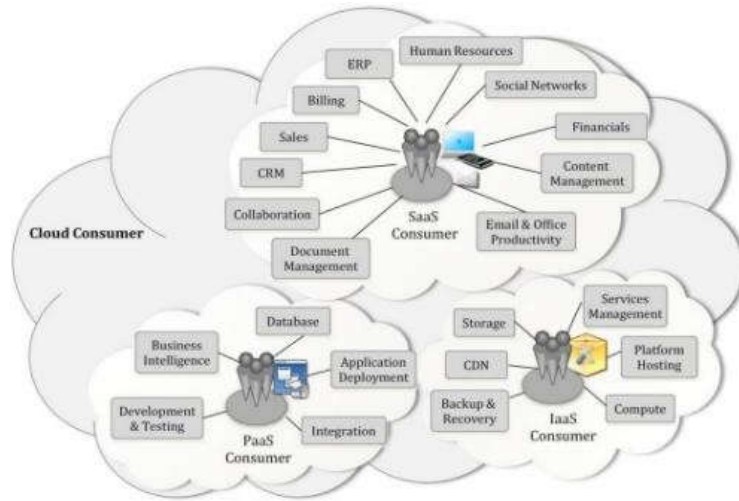 Human Resources
ERP
Social Networks
Billing
Financials
Sales
Content
Management
CRM
Collaboration
SaaS
Consumer
Email & Office
Productivity
Document
Management
Cloud Consumer
Database
Business
Intelligence
Application
Deployment
Development
& Testing
Integration
PaaS
Consumer
Services
Management
Storage
Platform
Hosting
CDN
Backup &
Recovery
Compute
IaaS
Consumer